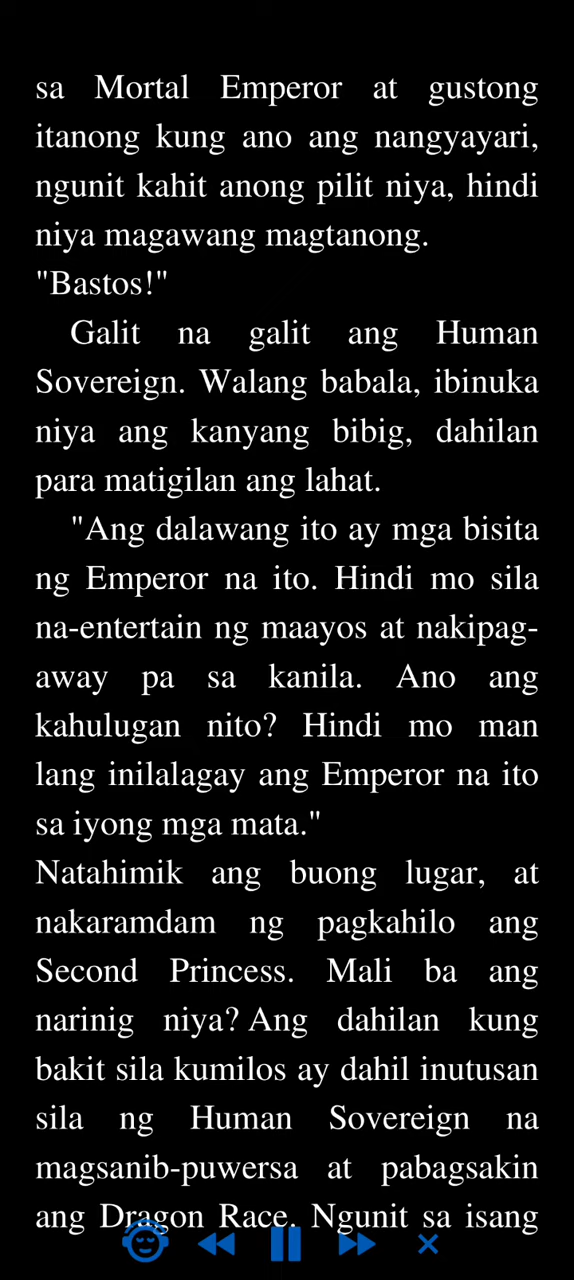 sa Mortal Emperor at gustong
itanong kung ano ang nangyayari,
ngunit kahit anong pilit niya, hindi
niya magawang magtanong.
"Bastos!"
Galit na galit ang Human
Sovereign. Walang babala, ibinuka
niya ang kanyang bibig, dahilan
para matigilan ang lahat.
"Ang dalawang ito ay mga bisita
ng Emperor na ito. Hindi mo sila
na-entertain ng maayos at nakipag-
away pa sa kanila. Ano ang
kahulugan nito? Hindi mo man
lang inilalagay ang Emperor na ito
sa iyong mga mata."
Natahimik ang buong lugar, at
nakaramdam ng pagkahilo ang
Second Princess. Mali ba ang
narinig niya? Ang dahilan kung
bakit sila kumilos ay dahil inutusan
sila ng Human Sovereign na
magsanib-puwersa at pabagsakin
ang Dragon Race. Ngunit sa isang